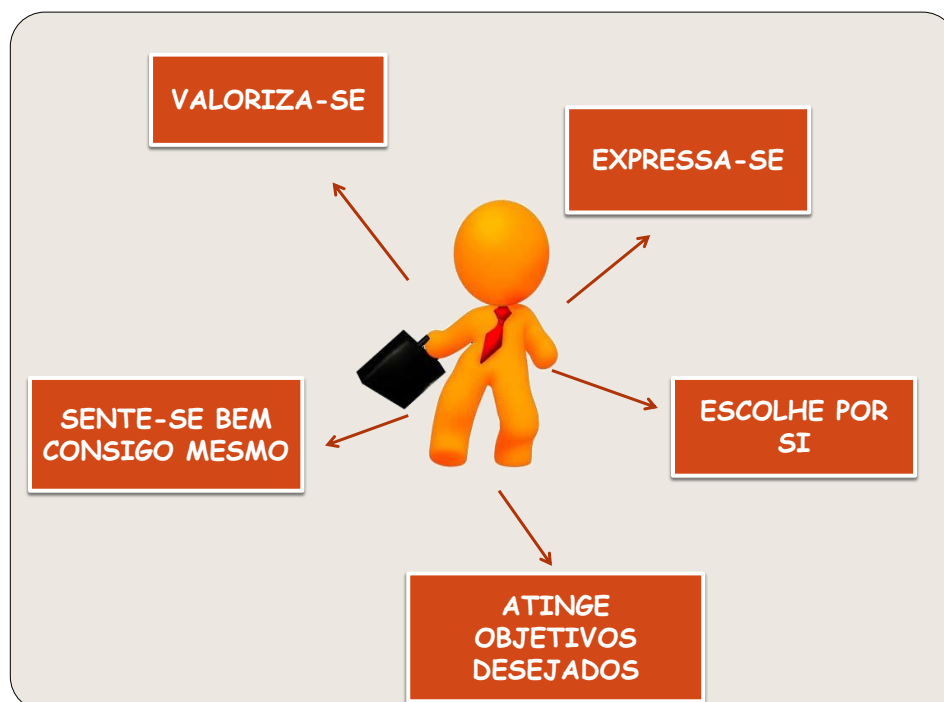 VALORIZA-SE
EXPRESSA-SE
SENTE-SE BEM
CONSIGO MESMO
ESCOLHE POR
SI
ATINGE
OBJETIVOS
DESEJADOS